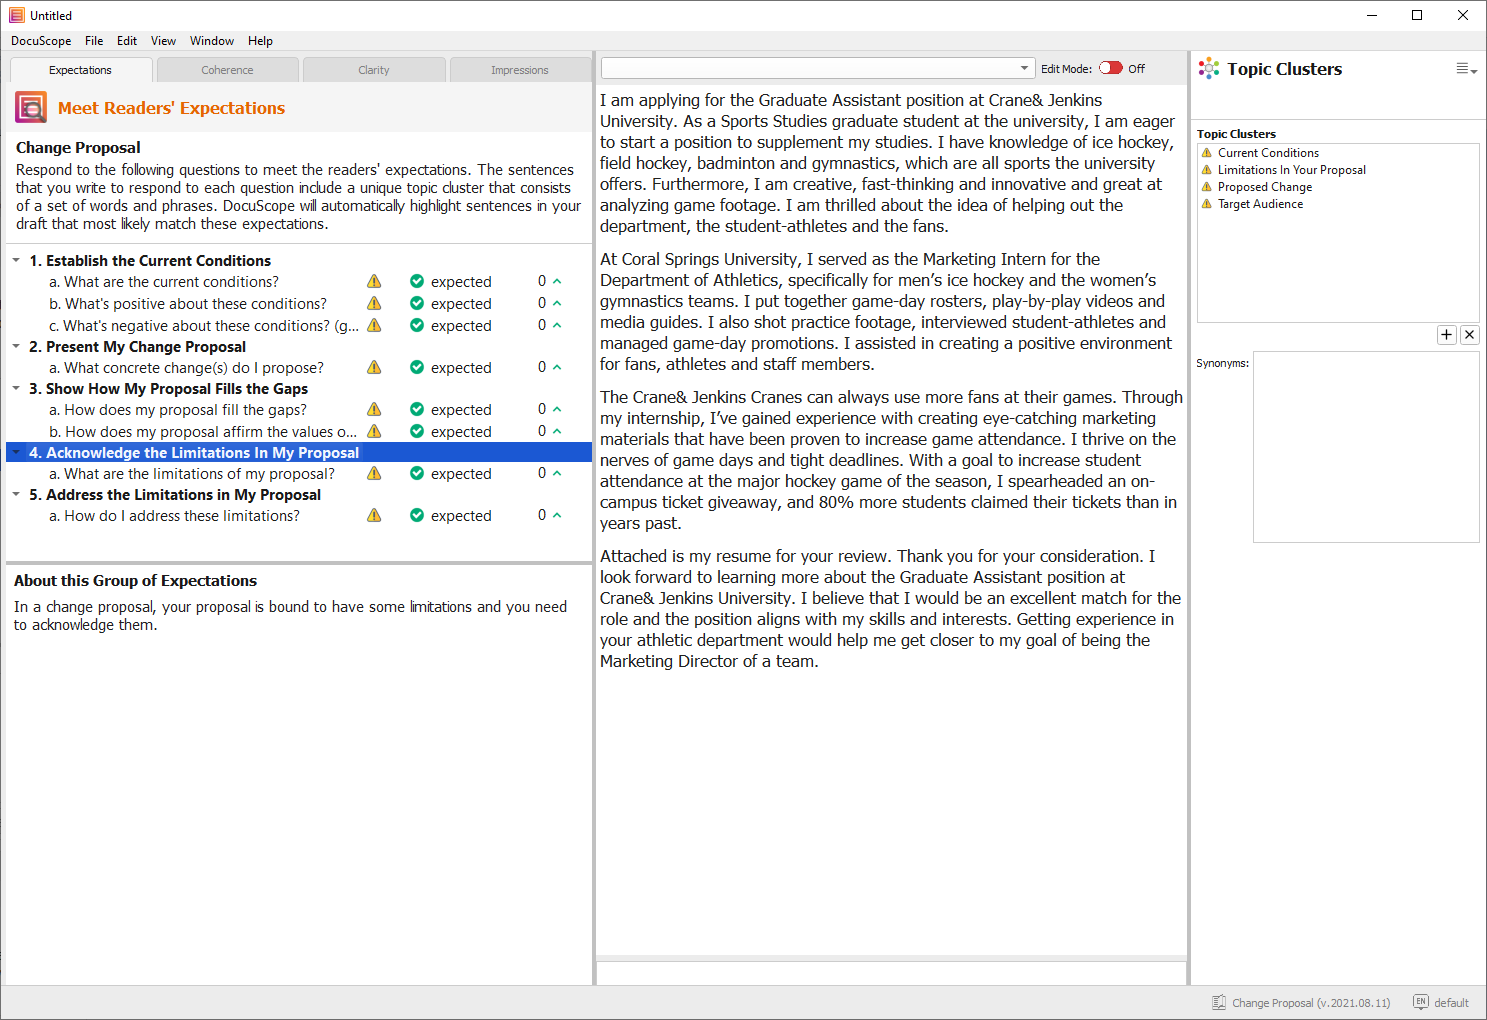 Untitled
DocuScope File Edit View Window Help
Expectations Coherence Clarity Impressions
Meet Readers' Expectations
Change Proposal
Respond to the following questions to meet the readers' expectations. The sentences
that you write to respond to each question include a unique topic cluster that consists
of a set of words and phrases. DocuScope will automatically highlight sentences in your
draft that most likely match these expectations.
1. Establish the Current Conditions
a. What are the current conditions? expected 0
b. What's positive about these conditions? expected 0
c. What's negative about these conditions? (g... expected 0
2. Present My Change Proposal
a. What concrete change(s) do I propose? expected 0
3. Show How My Proposal Fills the Gaps
a. How does my proposal fill the gaps? expected 0
b. How does my proposal affirm the values o... expected 0
4. Acknowledge the Limitations In My Proposal
a. What are the limitations of my proposal? expected 0
5. Address the Limitations in My Proposal
a. How do I address these limitations? expected 0
About this Group of Expectations
In a change proposal, your proposal is bound to have some limitations and you need
to acknowledge them.
Edit Mode: Off
I am applying for the Graduate Assistant position at Crane& Jenkins
University. As a Sports Studies graduate student at the university, I am eager
to start a position to supplement my studies. I have knowledge of ice hockey,
field hockey, badminton and gymnastics, which are all sports the university
offers. Furthermore, I am creative, fast-thinking and innovative and great at
analyzing game footage. I am thrilled about the idea of helping out the
department, the student-athletes and the fans.
At Coral Springs University, I served as the Marketing Intern for the
Department of Athletics, specifically for men’s ice hockey and the women’s
gymnastics teams. I put together game-day rosters, play-by-play videos and
media guides. I also shot practice footage, interviewed student-athletes and
managed game-day promotions. I assisted in creating a positive environment
for fans, athletes and staff members.
The Crane& Jenkins Cranes can always use more fans at their games. Through
my internship, I’ve gained experience with creating eye-catching marketing
materials that have been proven to increase game attendance. I thrive on the
nerves of game days and tight deadlines. With a goal to increase student
attendance at the major hockey game of the season, I spearheaded an on-
campus ticket giveaway, and 80% more students claimed their tickets than in
years past.
Attached is my resume for your review. Thank you for your consideration. I
look forward to learning more about the Graduate Assistant position at
Crane& Jenkins University. I believe that I would be an excellent match for the
role and the position aligns with my skills and interests. Getting experience in
your athletic department would help me get closer to my goal of being the
Marketing Director of a team.
Topic Clusters
Topic Clusters
Current Conditions
Limitations In Your Proposal
Proposed Change
Target Audience
Synonyms:
Change Proposal (v.2021.08.11) EN default